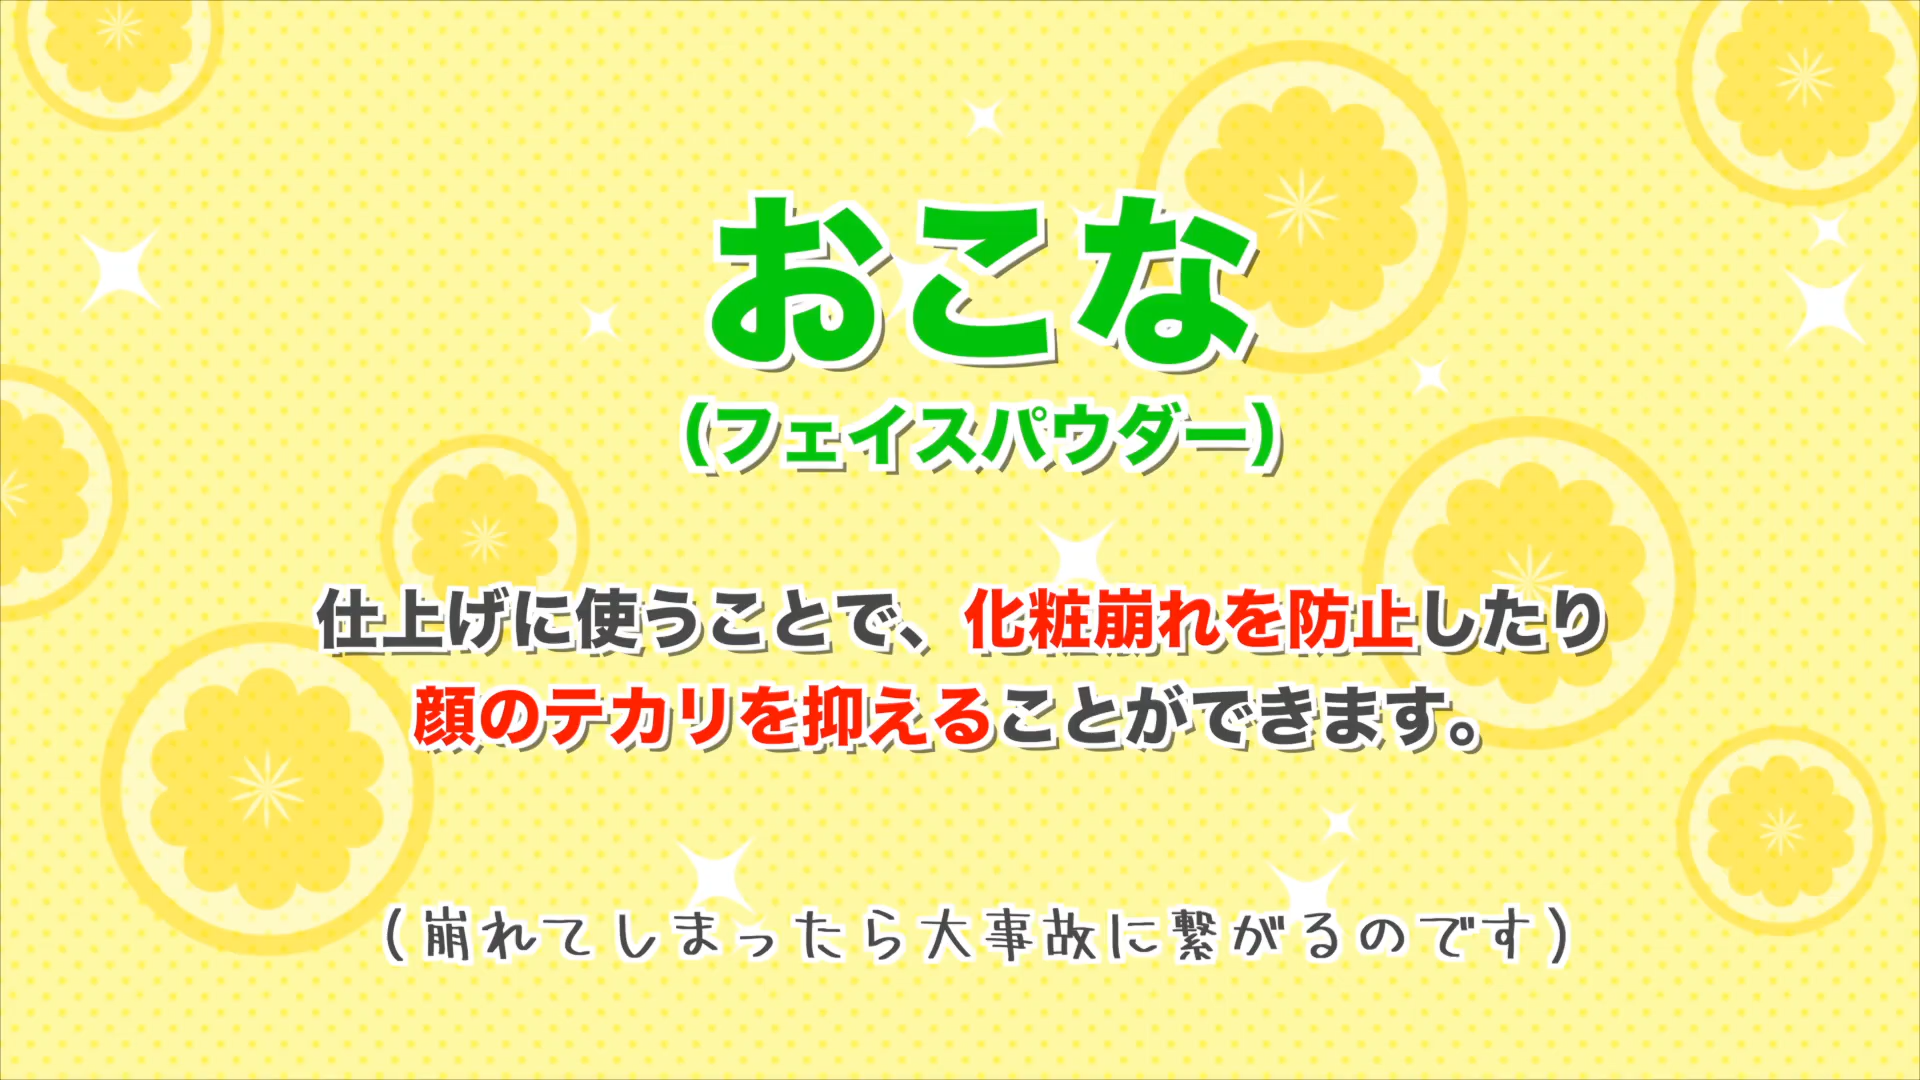 おこな
(フェイスパウダー)
仕上げに使うことで、化粧崩れを防止したり
顔のテカリを抑えることができます。
(崩れてしまったら大事故に繋がるのです)